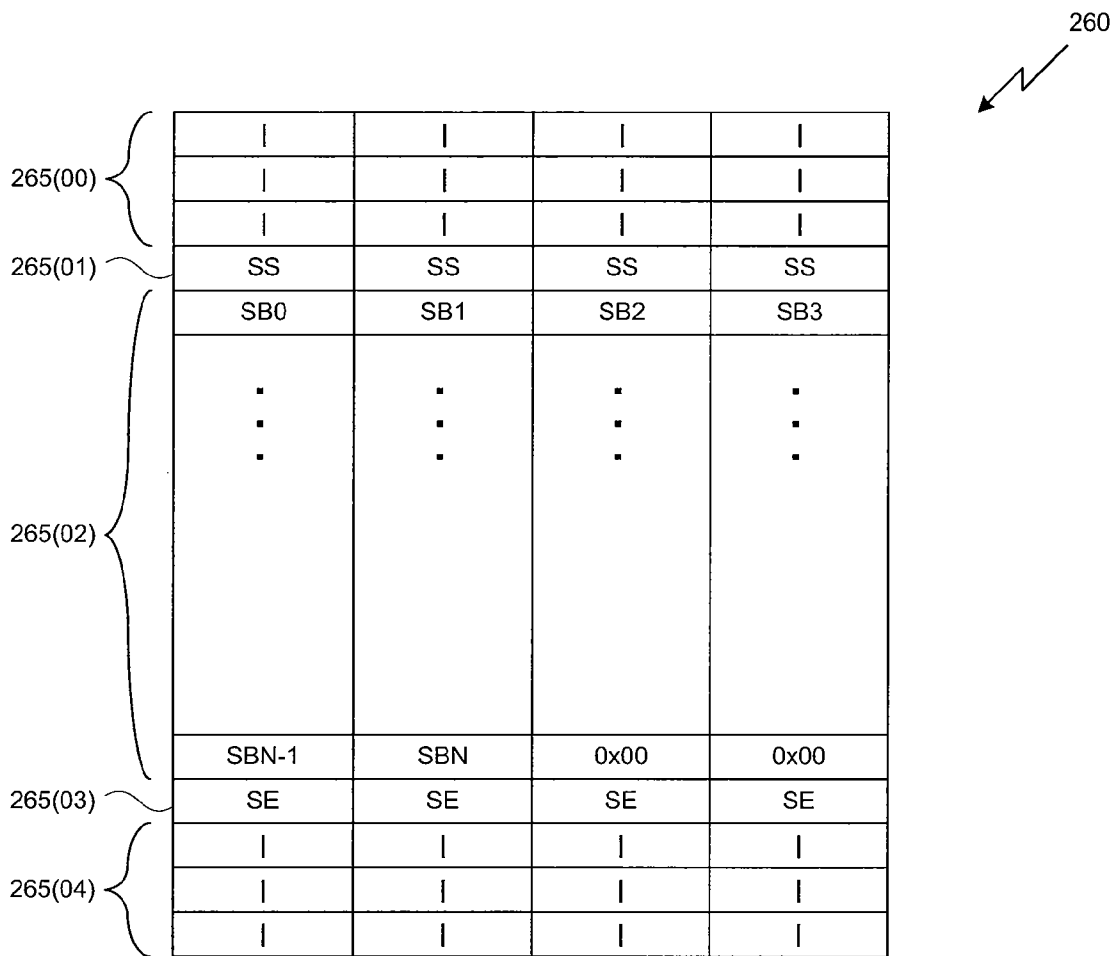 260
265(00) I I I I
I I I I
I I I I
265(01) SS SS SS SS
SB0 SB1 SB2 SB3
265(02)
SBN-1 SBN 0x00 0x00
265(03) SE SE SE SE
I I I I
265(04) I I I I
I I I I